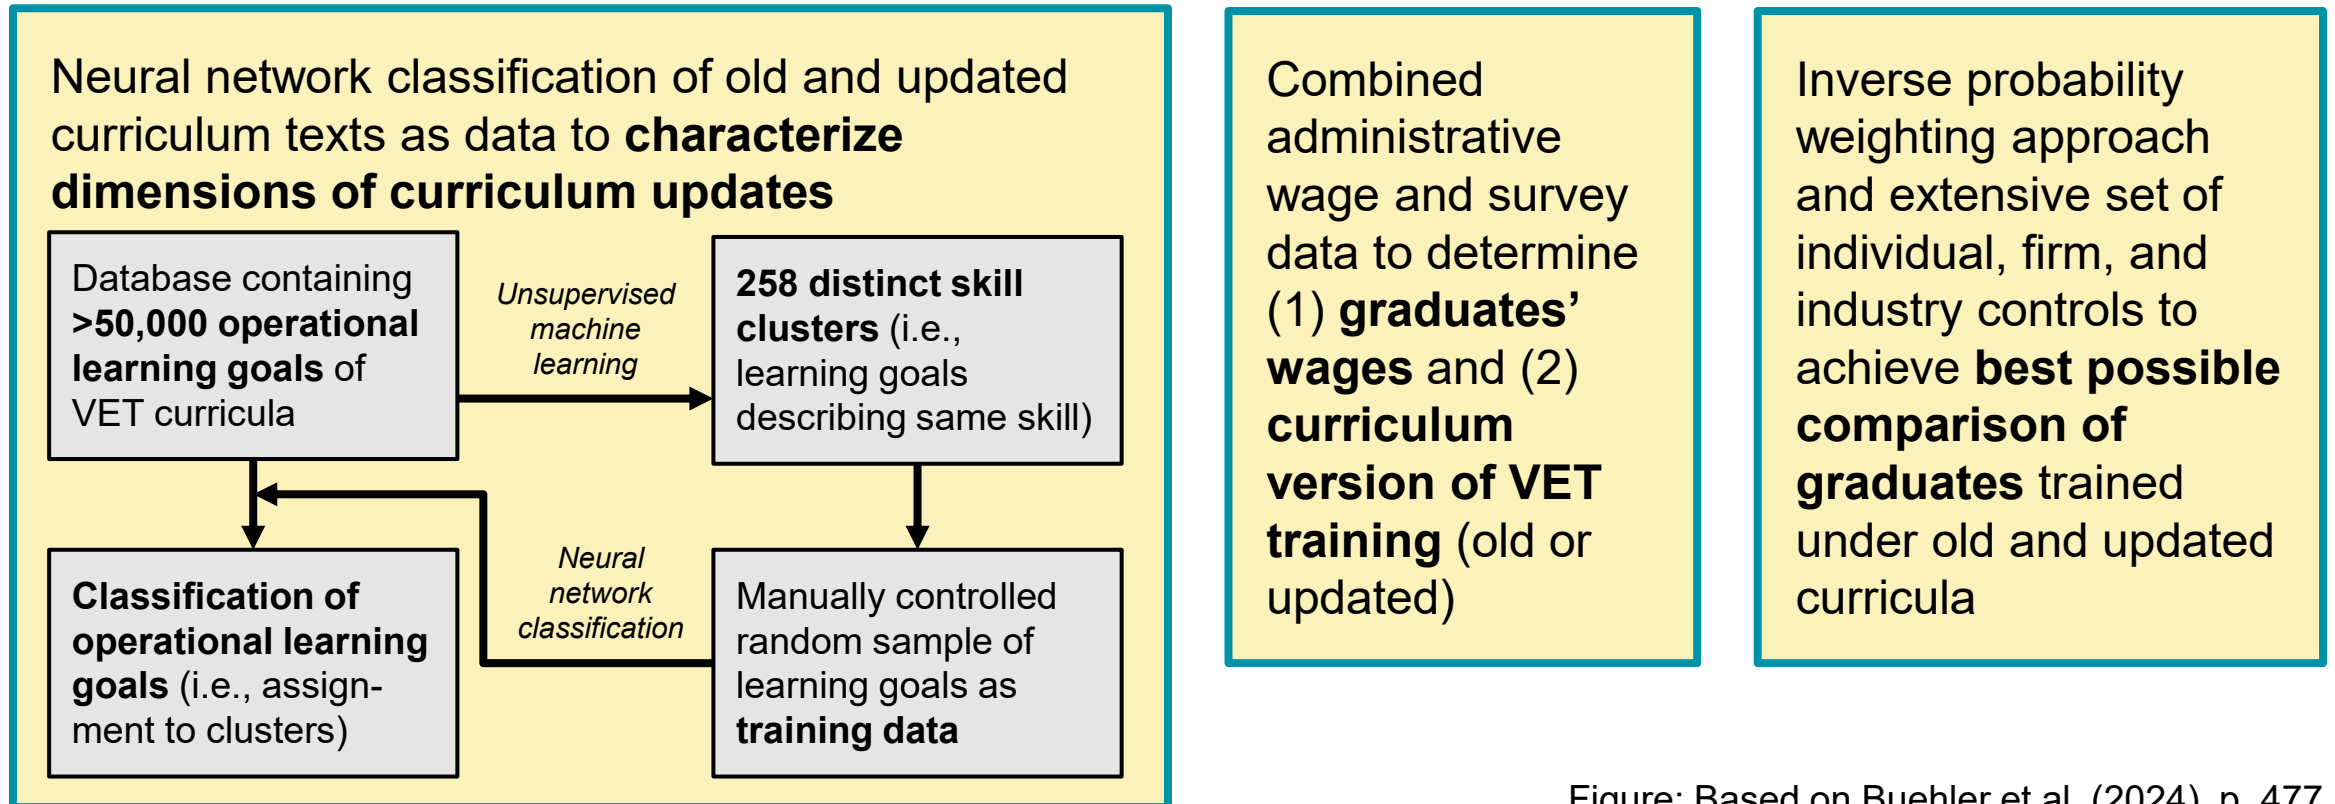 Neural network classification of old and updated
curriculum texts as data to characterize
dimensions of curriculum updates
Database containing
>50,000 operational
learning goals of
VET curricula
Unsupervised
machine
learning
258 distinct skill
clusters (i.e.,
learning goals
describing same skill)
Classification of
operational learning
goals (i.e., assign-
ment to clusters)
Neural
network
classification
Manually controlled
random sample of
learning goals as
training data
Combined
administrative
wage and survey
data to determine
(1) graduates’
wages and (2)
curriculum
version of VET
training (old or
updated)
Inverse probability
weighting approach
and extensive set of
individual, firm, and
industry controls to
achieve best possible
comparison of
graduates trained
under old and updated
curricula
Figure: Based on Buehler et al. (2024), p. 477